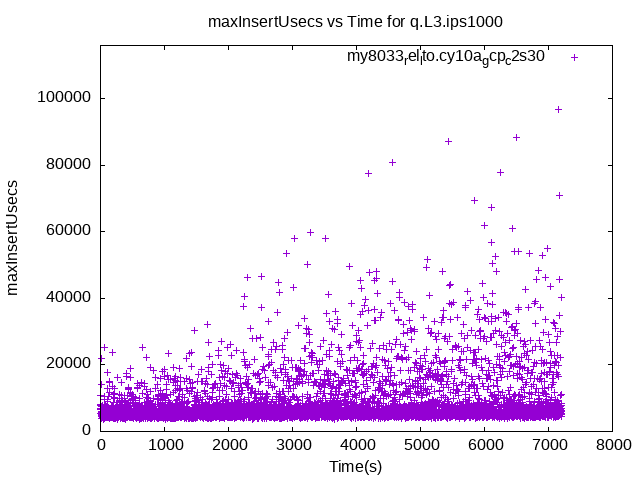 maxInsertUsecs vs Time for q.L3.ips1000
my8033rel_lto.cy10a_gcp_c2s30
100000
80000
60000
40000
20000
0
maxInsertUsecs
0 1000 2000 3000 4000 5000 6000 7000 8000
Time(s)